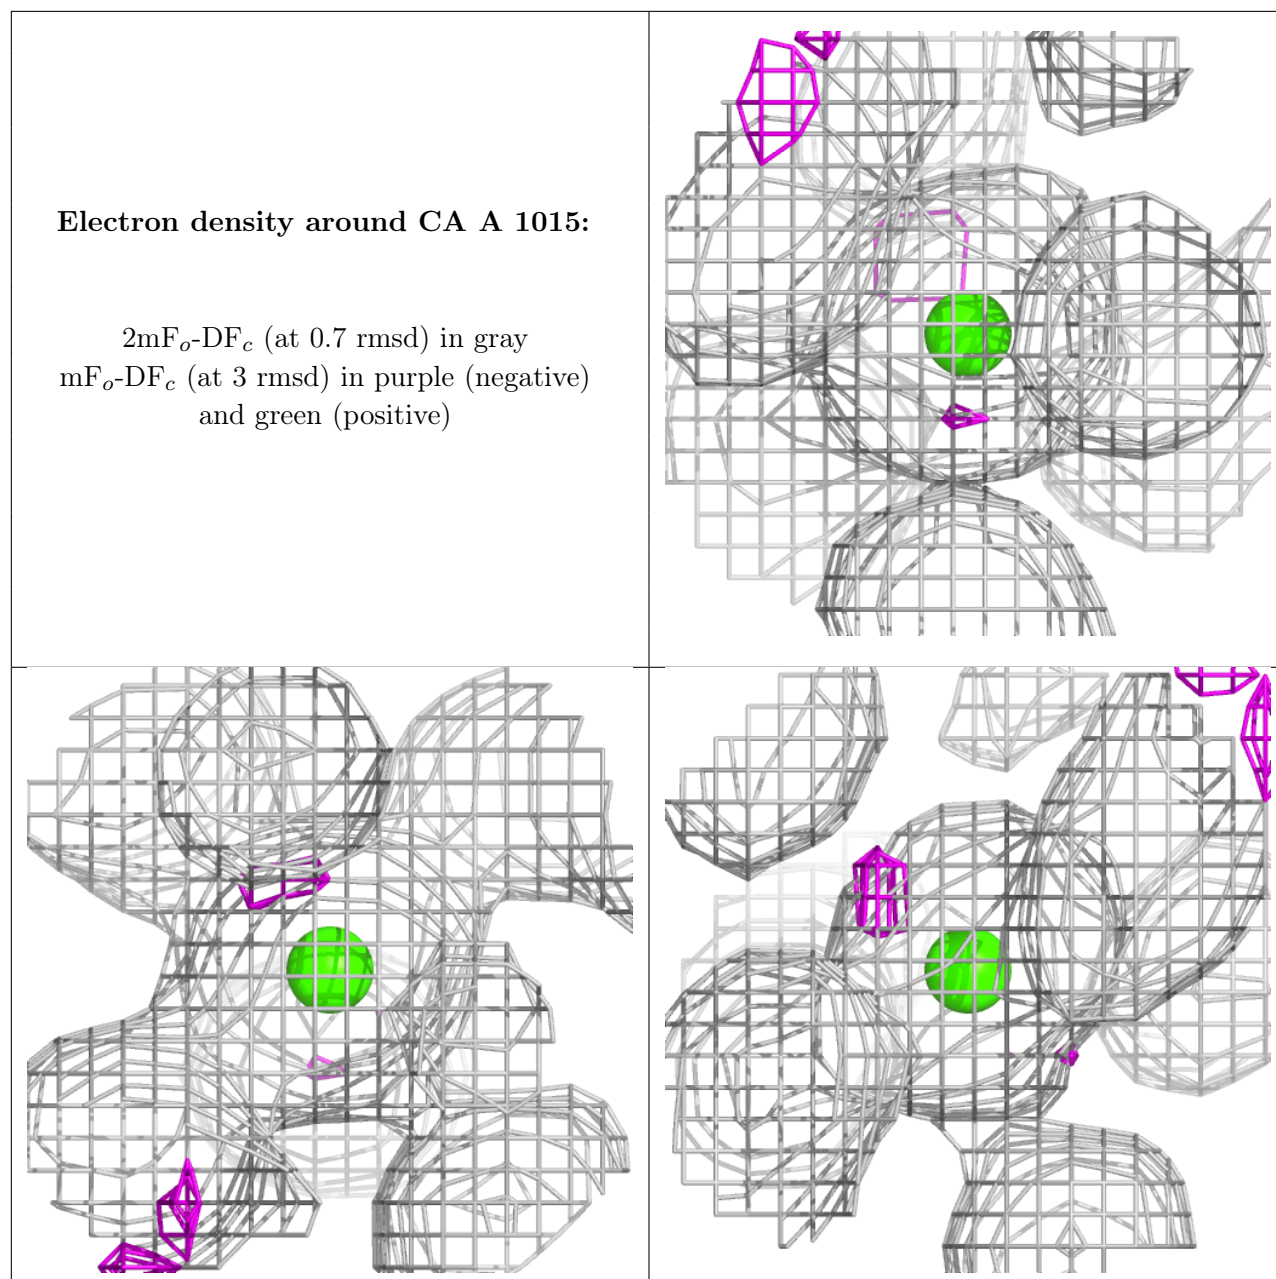 Electron density around CA A 1015:
2mFo-DFc (at 0.7 rmsd) in gray
mFo-DFc (at 3 rmsd) in purple (negative)
and green (positive)